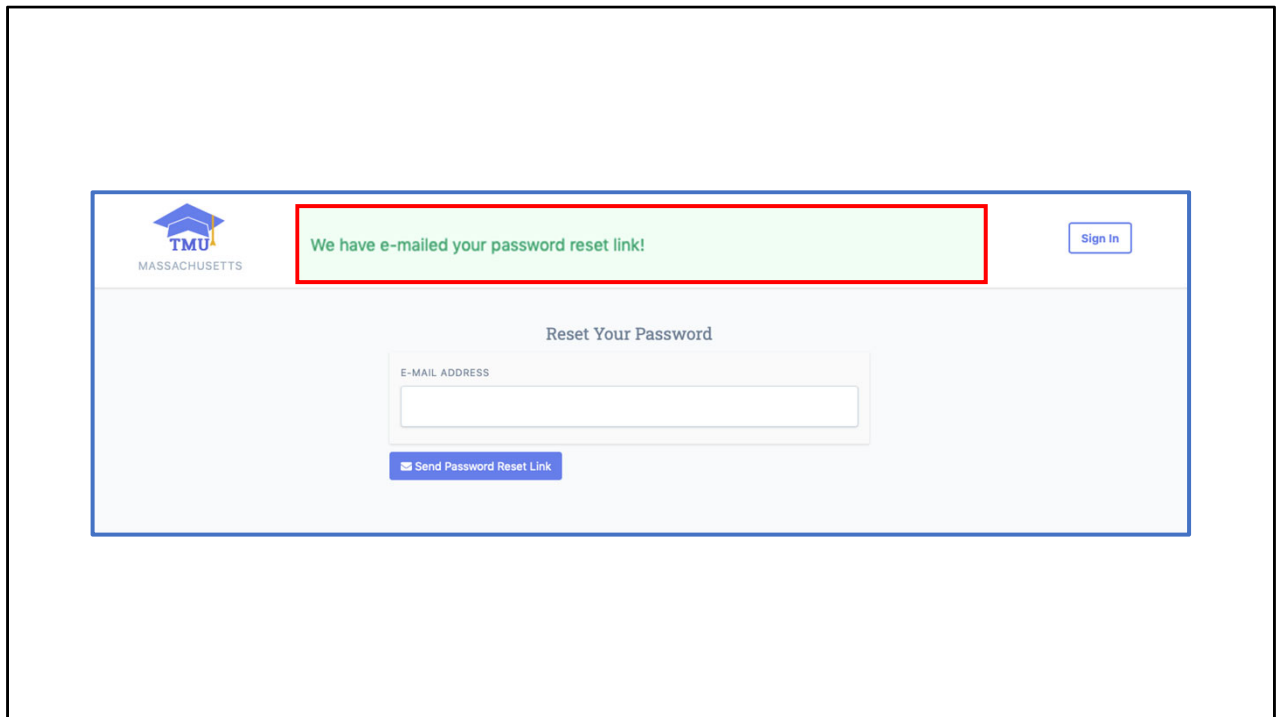 TMU
MASSACHUSETTS
We have e-mailed your password reset link!
Sign In
Reset Your Password
E-MAIL ADDRESS
Send Password Reset Link